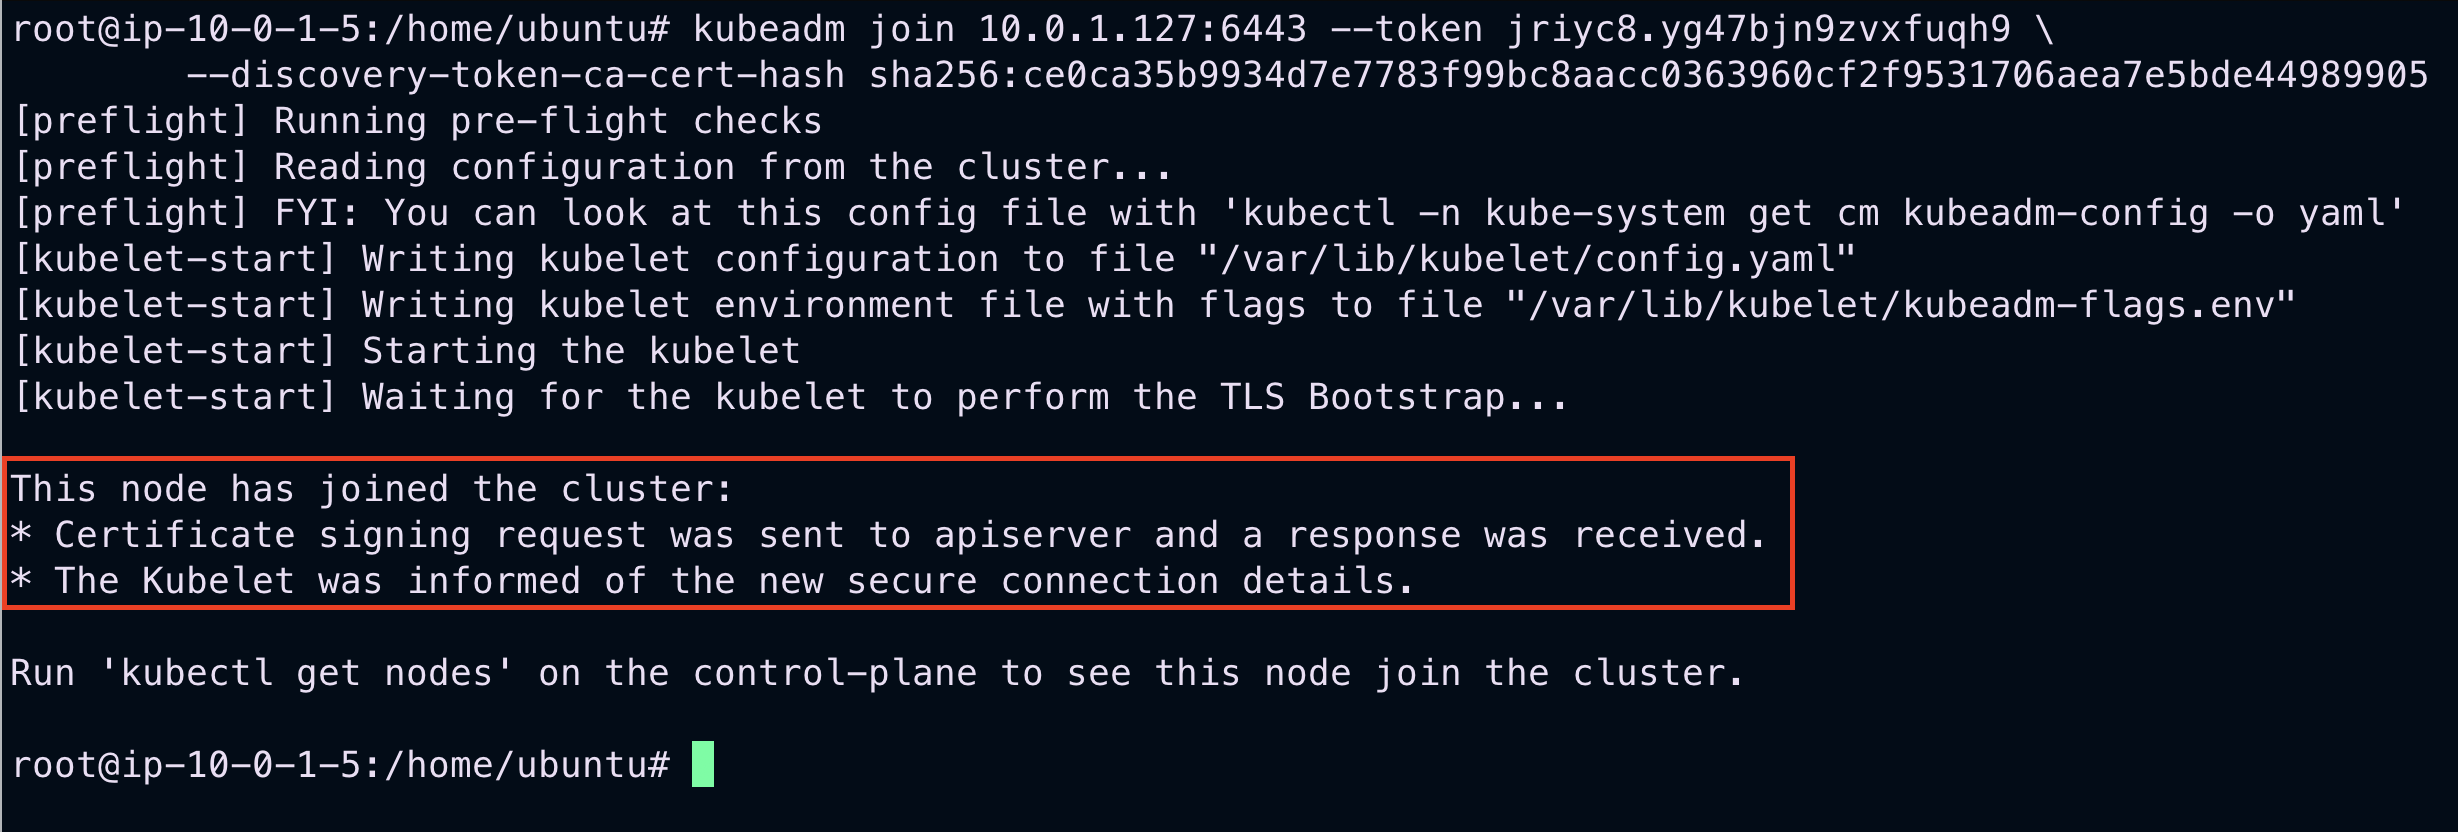 root@ip-10-0-1-5:/home/ubuntu# kubeadm join 10.0.1.127:6443 --token jriyc8.yg47bjn9zvxfuqh9 \
--discovery-token-ca-cert-hash sha256:ce0ca35b9934d7e7783f99bc8aacc0363960cf2f9531706aea7e5bde44989905
[preflight] Running pre-flight checks
[preflight] Reading configuration from the cluster...
[preflight] FYI: You can look at this config file with 'kubectl -n kube-system get cm kubeadm-config -o yaml'
[kubelet-start] Writing kubelet configuration to file "/var/lib/kubelet/config.yaml"
[kubelet-start] Writing kubelet environment file with flags to file "/var/lib/kubelet/kubeadm-flags.env"
[kubelet-start] Starting the kubelet
[kubelet-start] Waiting for the kubelet to perform the TLS Bootstrap...
This node has joined the cluster:
* Certificate signing request was sent to apiserver and a response was received.
* The Kubelet was informed of the new secure connection details.
Run 'kubectl get nodes' on the control-plane to see this node join the cluster.
root@ip-10-0-1-5:/home/ubuntu#